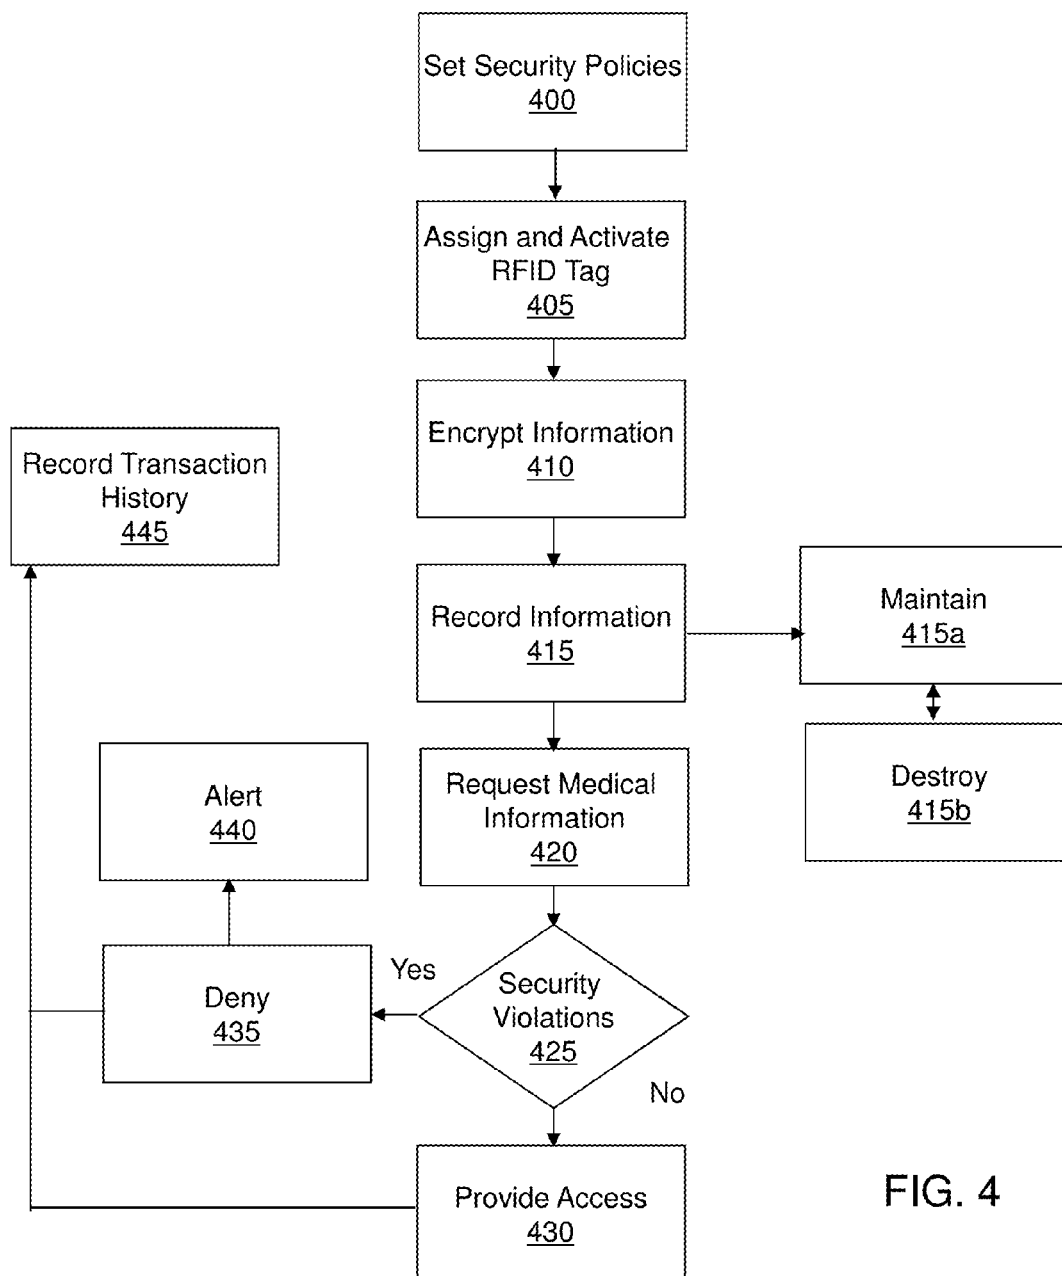 Set Security Policies
400
Assign and Activate
RFID Tag
405
Encrypt Information
410
Record Transaction
History
445
Record Information
415
Maintain
415a
Destroy
415b
Request Medical
Information
420
Alert
440
Yes
Security
Violations
425
Deny
435
No
Provide Access
430
FIG. 4